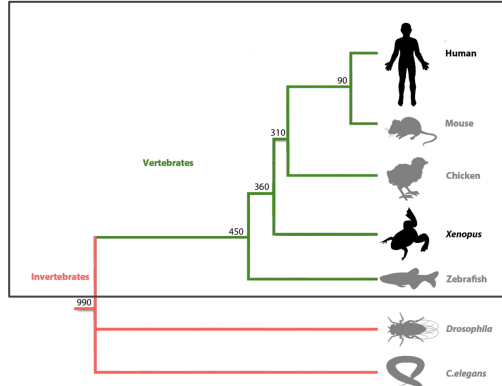 Human
90
Mouse
310
Vertebrates
Chicken
360
450
Xenopus
Invertebrates
Zebrafish
990
Drosophila
C.elegans